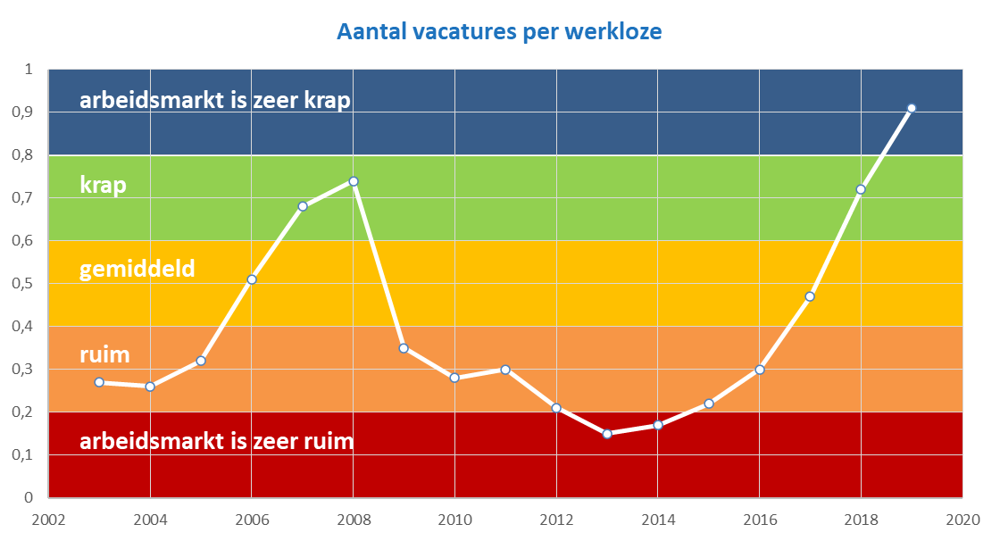 Aantal vacatures per werkloze
1
arbeidsmarkt is zeer krap
0,9
0,8
krap
0,7
0,6
gemiddeld
0,5
0,4
ruim
0,3
0,2
arbeidsmarkt is zeer ruim
0,1
0
2002 2004 2006 2008 2010 2012 2014 2016 2018 2020